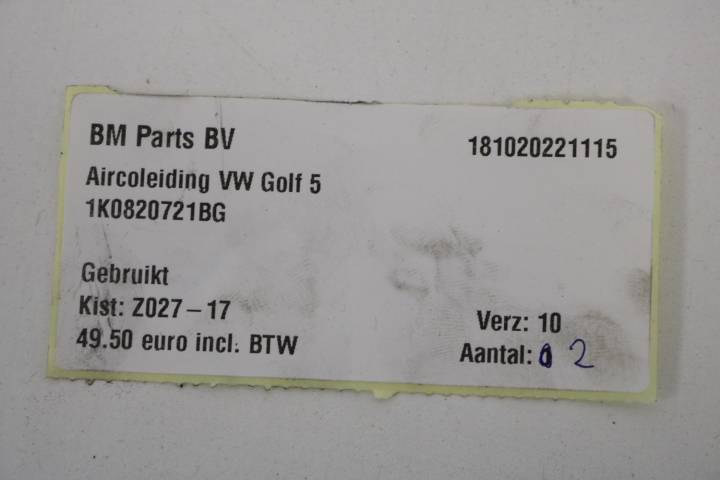 BM Parts BV 181020221115
Aircoleiding VW Golf 5
1K0820721BG
Gebruikt
Kist: Z027-17 Verz: 10
49.50 euro incl. BTW Aantal: 2